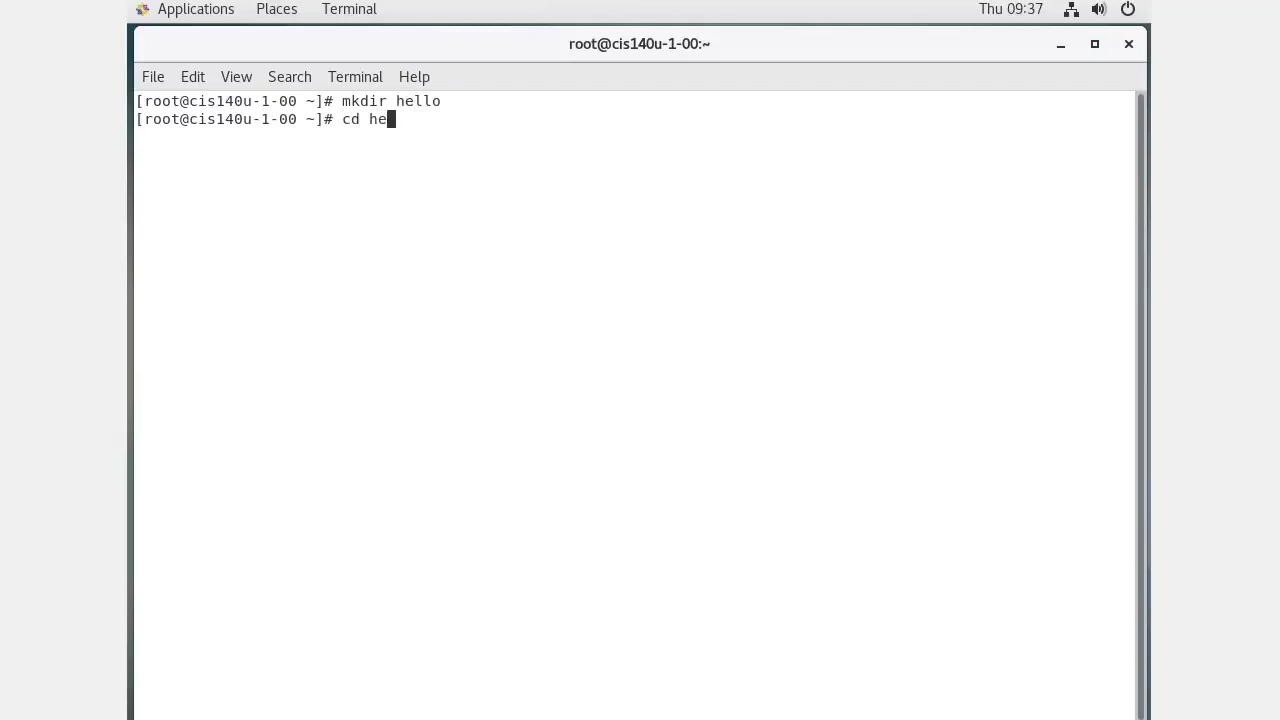 Applications Places Terminal Thu 09:37
root@cis140u-1-00:~
File Edit View Search Terminal Help
[root@cis140u-1-00 ~]# mkdir hello
[root@cis140u-1-00 ~]# cd he